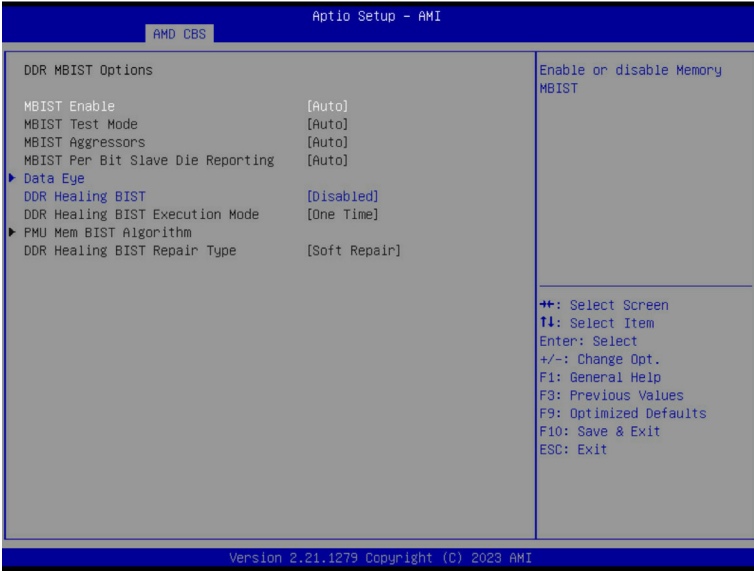 Aptio Setup – AMI
AMD CBS
DDR MBIST Options
MBIST Enable [Auto]
MBIST Test Mode [Auto]
MBIST Aggressors [Auto]
MBIST Per Bit Slave Die Reporting [Auto]
▶ Data Eye
DDR Healing BIST [Disabled]
DDR Healing BIST Execution Mode [One Time]
▶ PMU Mem BIST Algorithm
DDR Healing BIST Repair Type [Soft Repair]
Enable or disable Memory
MBIST
→←: Select Screen
↑↓: Select Item
Enter: Select
+/-: Change Opt.
F1: General Help
F3: Previous Values
F9: Optimized Defaults
F10: Save & Exit
ESC: Exit
Version 2.21.1279 Copyright (C) 2023 AMI